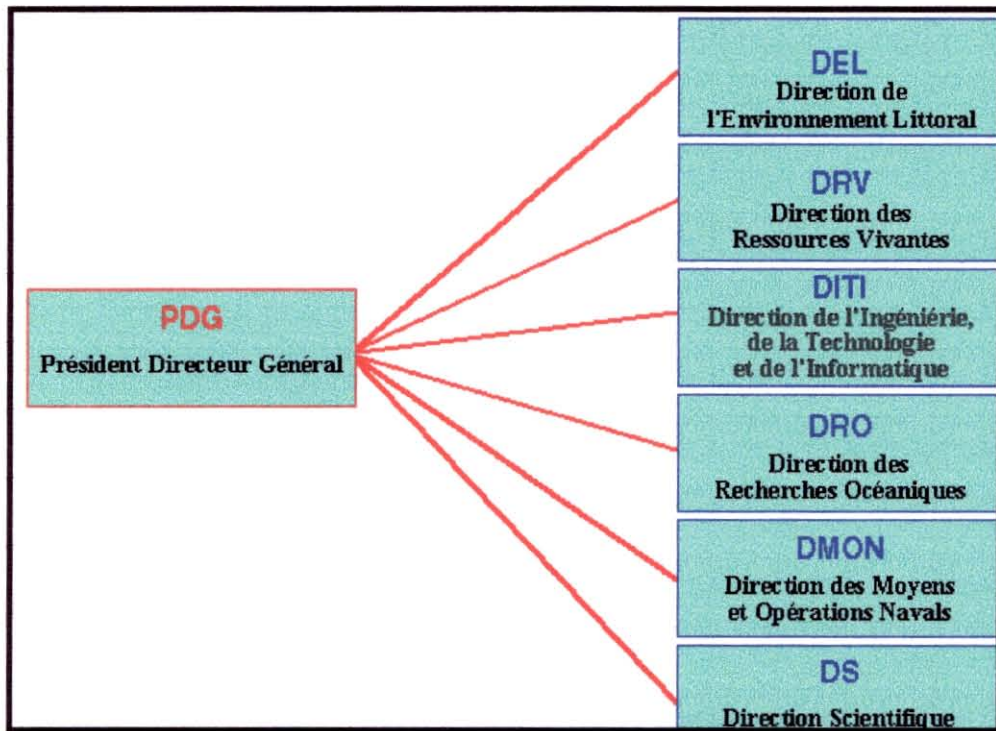 PDG
Président Directeur Général
DEL
Direction de
l'Environnement Littoral
DRV
Direction des
Ressources Vivantes
DITI
Direction de l'Ingéniérie,
de la Technologie
et de l'Informatique
DRO
Direction des
Recherches Océaniques
DMON
Direction des Moyens
et Opérations Navals
DS
Direction Scientifique